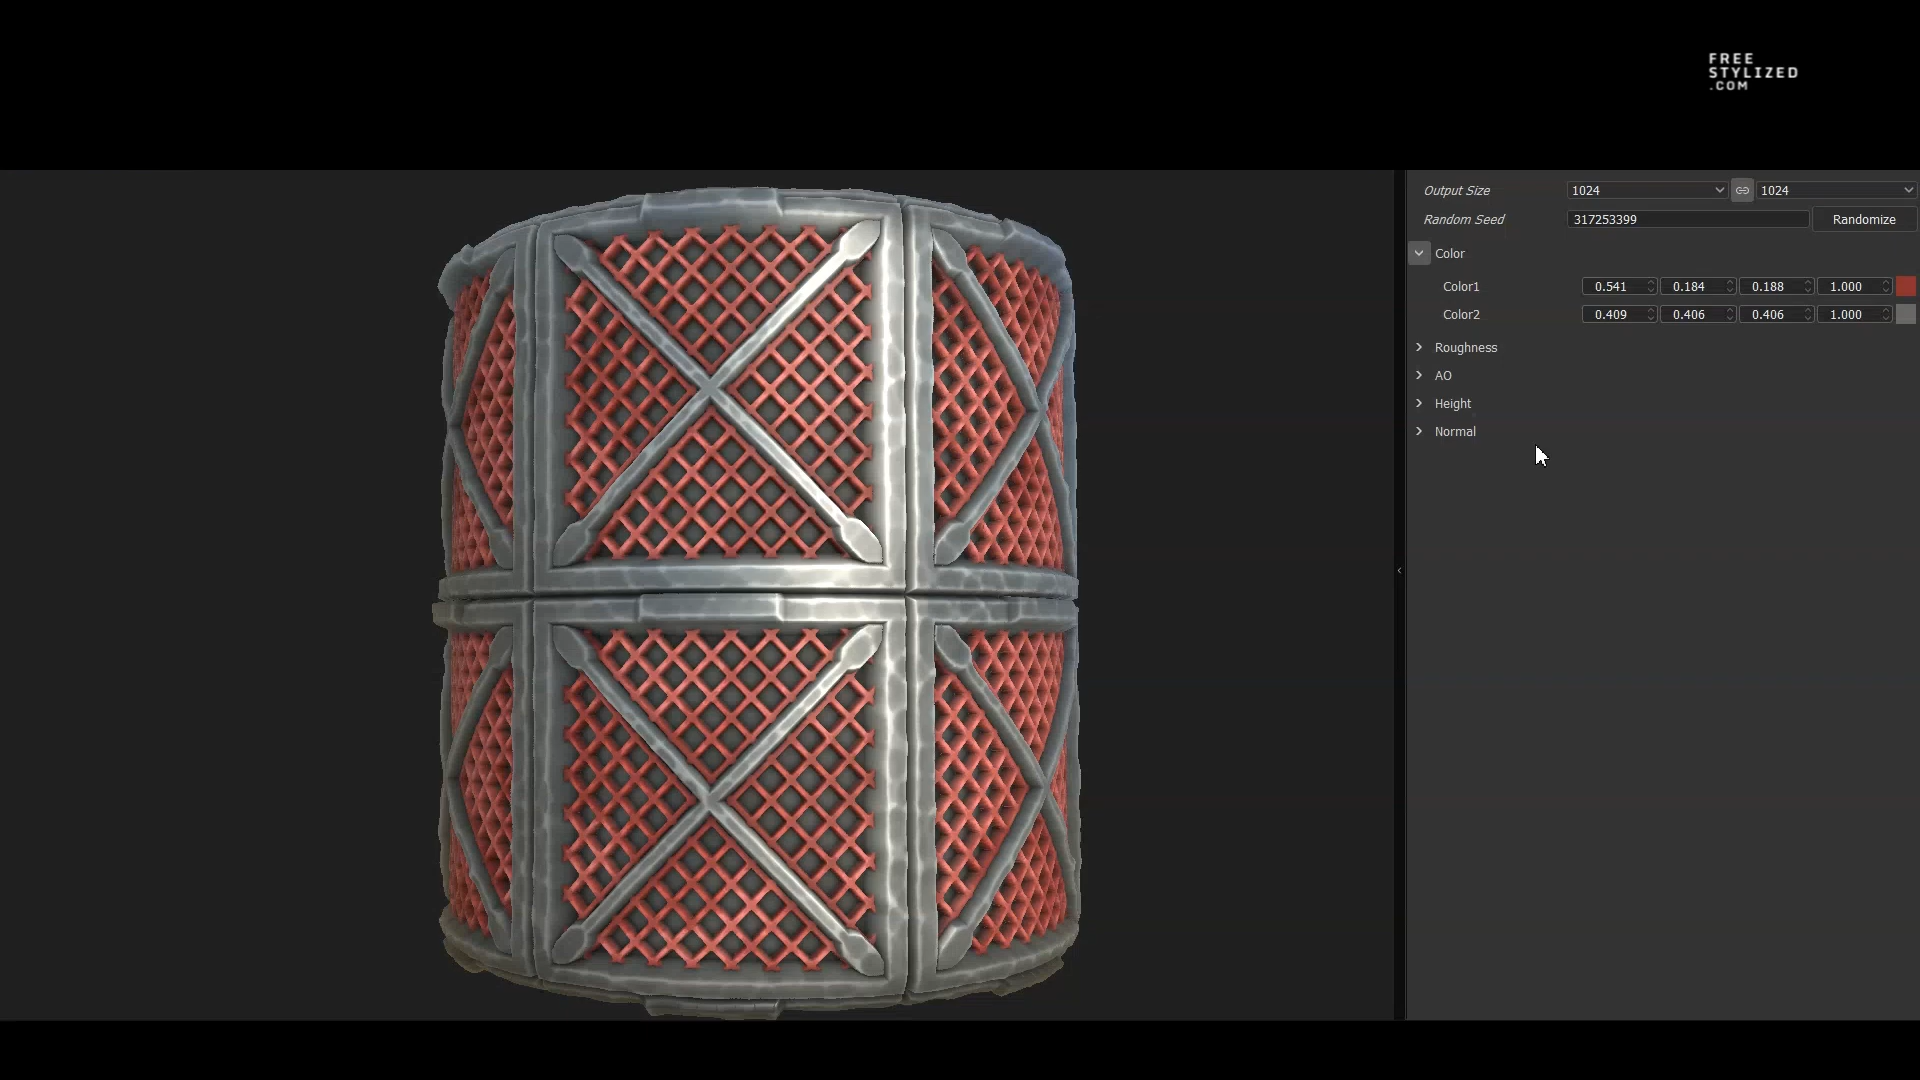 FREE
STYLIZED
.COM
Output Size 1024 1024
Random Seed 317253399 Randomize
Color
Color1 0.541 0.184 0.188 1.000
Color2 0.409 0.406 0.406 1.000
Roughness
AO
Height
Normal